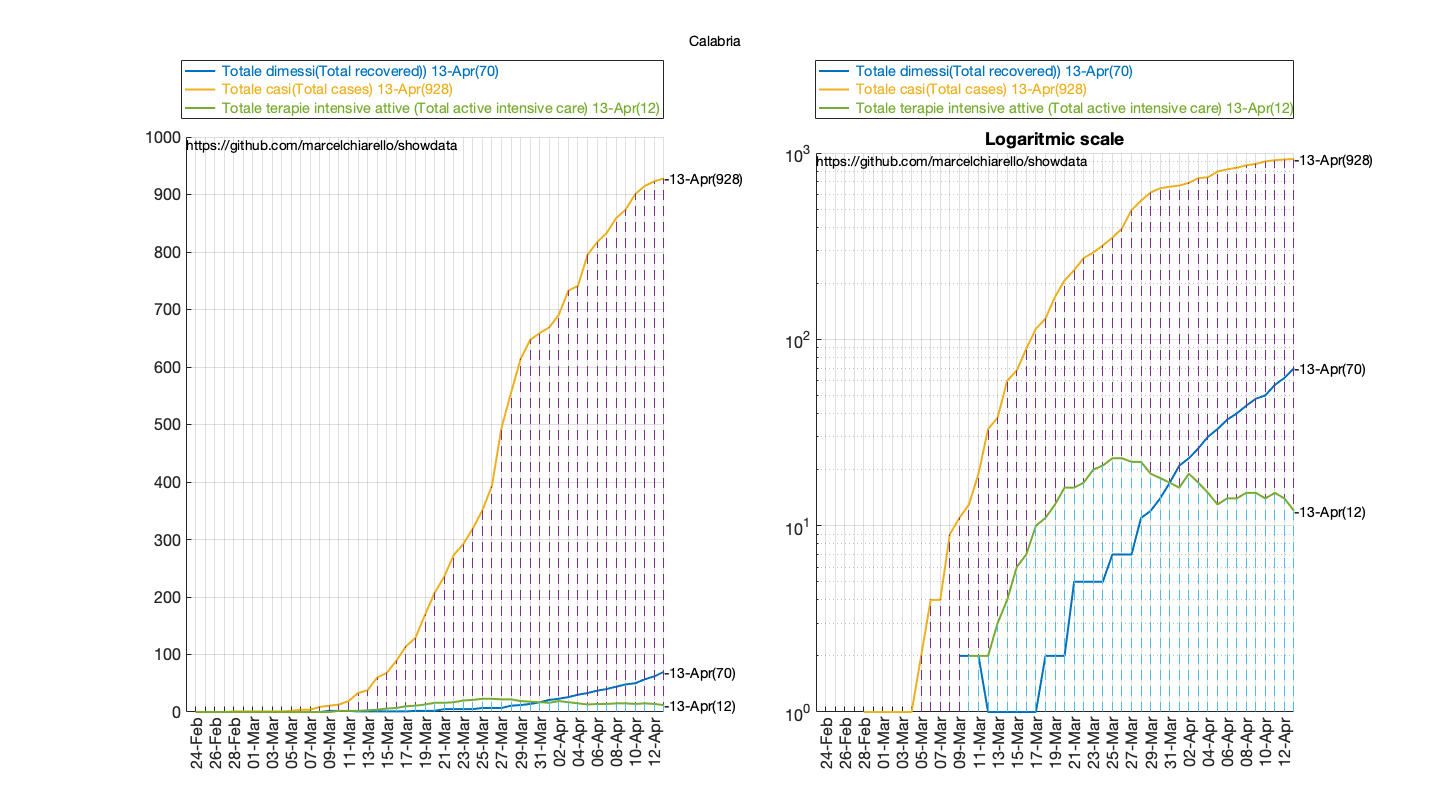 Calabria
Totale dimessi(Total recovered)) 13-Apr(70)
Totale casi(Total cases) 13-Apr(928)
Totale terapie intensive attive (Total active intensive care) 13-Apr(12)
https://github.com/marcelchiarello/showdata
1000
900
800
700
600
500
400
300
200
100
0
-13-Apr(928)
-13-Apr(70)
-13-Apr(12)
24-Feb
26-Feb
28-Feb
01-Mar
03-Mar
05-Mar
07-Mar
09-Mar
11-Mar
13-Mar
15-Mar
17-Mar
19-Mar
21-Mar
23-Mar
25-Mar
27-Mar
29-Mar
31-Mar
02-Apr
04-Apr
06-Apr
08-Apr
10-Apr
12-Apr
Totale dimessi(Total recovered)) 13-Apr(70)
Totale casi(Total cases) 13-Apr(928)
Totale terapie intensive attive (Total active intensive care) 13-Apr(12)
Logaritmic scale
https://github.com/marcelchiarello/showdata
10^3
10^2
10^1
10^0
-13-Apr(928)
-13-Apr(70)
-13-Apr(12)
24-Feb
26-Feb
28-Feb
01-Mar
03-Mar
05-Mar
07-Mar
09-Mar
11-Mar
13-Mar
15-Mar
17-Mar
19-Mar
21-Mar
23-Mar
25-Mar
27-Mar
29-Mar
31-Mar
02-Apr
04-Apr
06-Apr
08-Apr
10-Apr
12-Apr